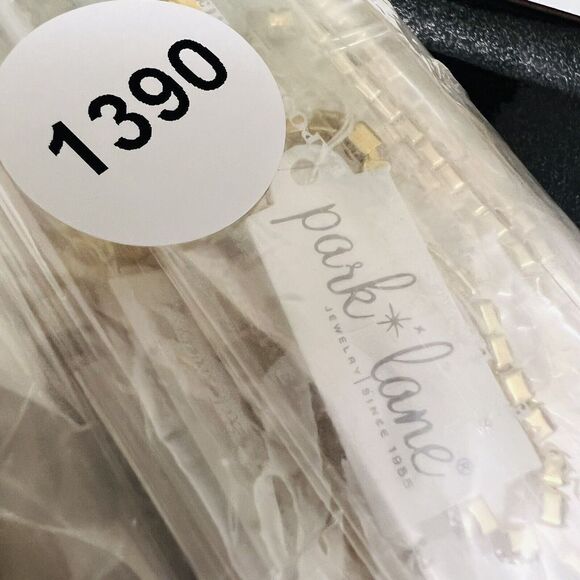 1390
park lane®
JEWELRY | SINCE 1955